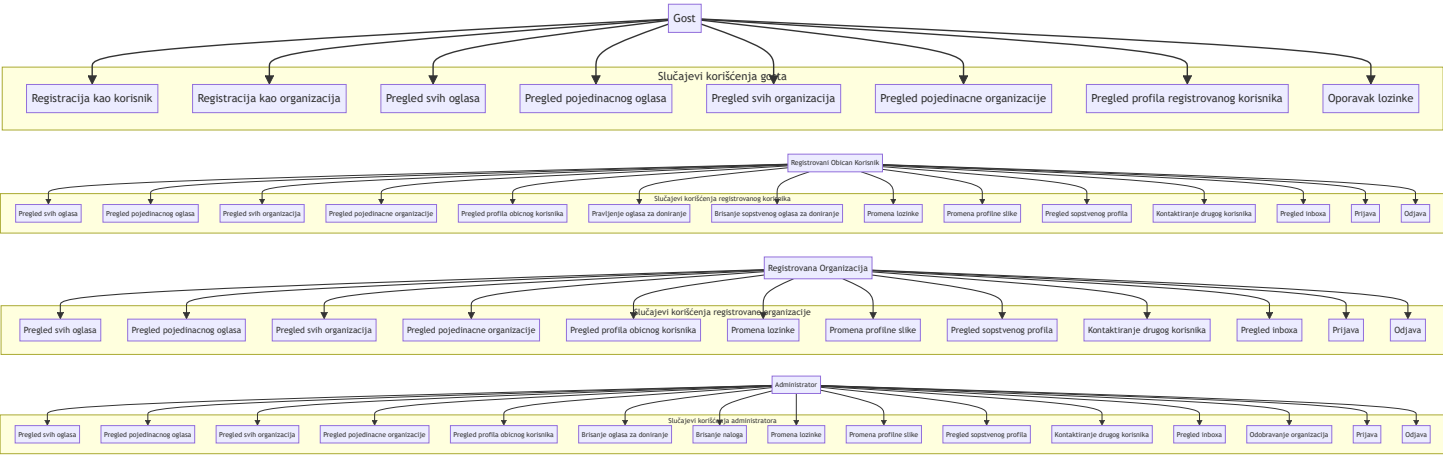 Gost
Slučajevi korišćenja gosta
Registracija kao korisnik
Registracija kao organizacija
Pregled svih oglasa
Pregled pojedinacnog oglasa
Pregled svih organizacija
Pregled pojedinacne organizacije
Pregled profila registrovanog korisnika
Oporavak lozinke
Registrovani Obican Korisnik
Slučajevi korišćenja registrovanog korisnika
Pregled svih oglasa
Pregled pojedinacnog oglasa
Pregled svih organizacija
Pregled pojedinacne organizacije
Pregled profila obicnog korisnika
Pravljenje oglasa za doniranje
Brisanje sopstvenog oglasa za doniranje
Promena lozinke
Promena profilne slike
Pregled sopstvenog profila
Kontaktiranje drugog korisnika
Pregled inboxa
Prijava
Odjava
Registrovana Organizacija
Slučajevi korišćenja registrovane organizacije
Pregled svih oglasa
Pregled pojedinacnog oglasa
Pregled svih organizacija
Pregled pojedinacne organizacije
Pregled profila obicnog korisnika
Promena lozinke
Promena profilne slike
Pregled sopstvenog profila
Kontaktiranje drugog korisnika
Pregled inboxa
Prijava
Odjava
Administrator
Slučajevi korišćenja administratora
Pregled svih oglasa
Pregled pojedinacnog oglasa
Pregled svih organizacija
Pregled pojedinacne organizacije
Pregled profila obicnog korisnika
Brisanje oglasa za doniranje
Brisanje naloga
Promena lozinke
Promena profilne slike
Pregled sopstvenog profila
Kontaktiranje drugog korisnika
Pregled inboxa
Odobravanje organizacija
Prijava
Odjava